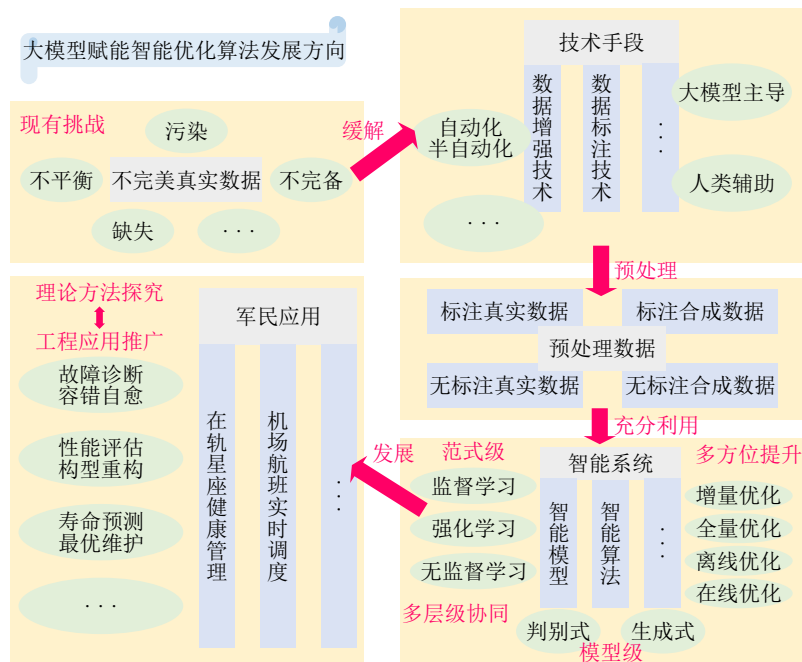 大模型赋能智能优化算法发展方向
现有挑战
污染
不平衡
不完美真实数据
不完备
缺失
...
缓解
技术手段
自动化
半自动化
...
数据增强技术
数据标注技术
...
大模型主导
人类辅助
预处理
标注真实数据
标注合成数据
预处理数据
无标注真实数据
无标注合成数据
充分利用
范式级
智能系统
多方位提升
监督学习
强化学习
无监督学习
智能模型
智能算法
...
增量优化
全量优化
离线优化
在线优化
多层级协同
判别式
生成式
模型级
发展
理论方法探究
工程应用推广
军民应用
故障诊断
容错自愈
性能评估
构型重构
寿命预测
最优维护
...
在轨星座健康管理
机场航班实时调度
...